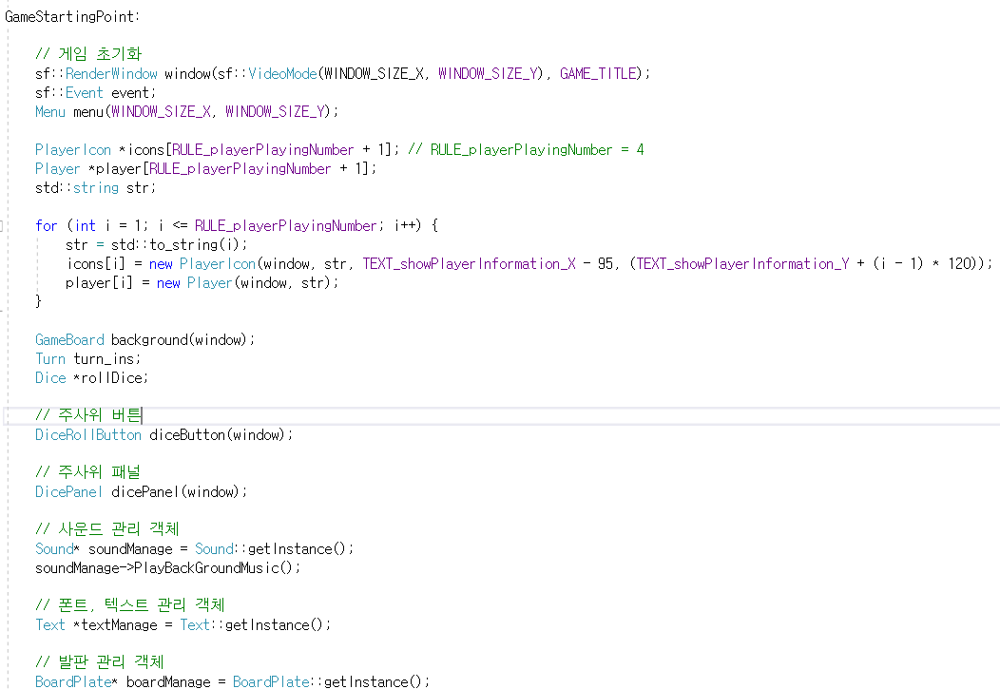 GameStartingPoint:
// 게임 초기화
sf::RenderWindow window(sf::VideoMode(WINDOW_SIZE_X, WINDOW_SIZE_Y), GAME_TITLE);
sf::Event event;
Menu menu(WINDOW_SIZE_X, WINDOW_SIZE_Y);
PlayerIcon *icons[RULE_playerPlayingNumber + 1]; // RULE_playerPlayingNumber = 4
Player *player[RULE_playerPlayingNumber + 1];
std::string str;
for (int i = 1; i <= RULE_playerPlayingNumber; i++) {
str = std::to_string(i);
icons[i] = new PlayerIcon(window, str, TEXT_showPlayerInformation_X - 95, (TEXT_showPlayerInformation_Y + (i - 1) * 120));
player[i] = new Player(window, str);
}
GameBoard background(window);
Turn turn_ins;
Dice *rollDice;
// 주사위 버튼
DiceRollButton diceButton(window);
// 주사위 패널
DicePanel dicePanel(window);
// 사운드 관리 객체
Sound* soundManage = Sound::getInstance();
soundManage->PlayBackGroundMusic();
// 폰트, 텍스트 관리 객체
Text *textManage = Text::getInstance();
// 발판 관리 객체
BoardPlate* boardManage = BoardPlate::getInstance();